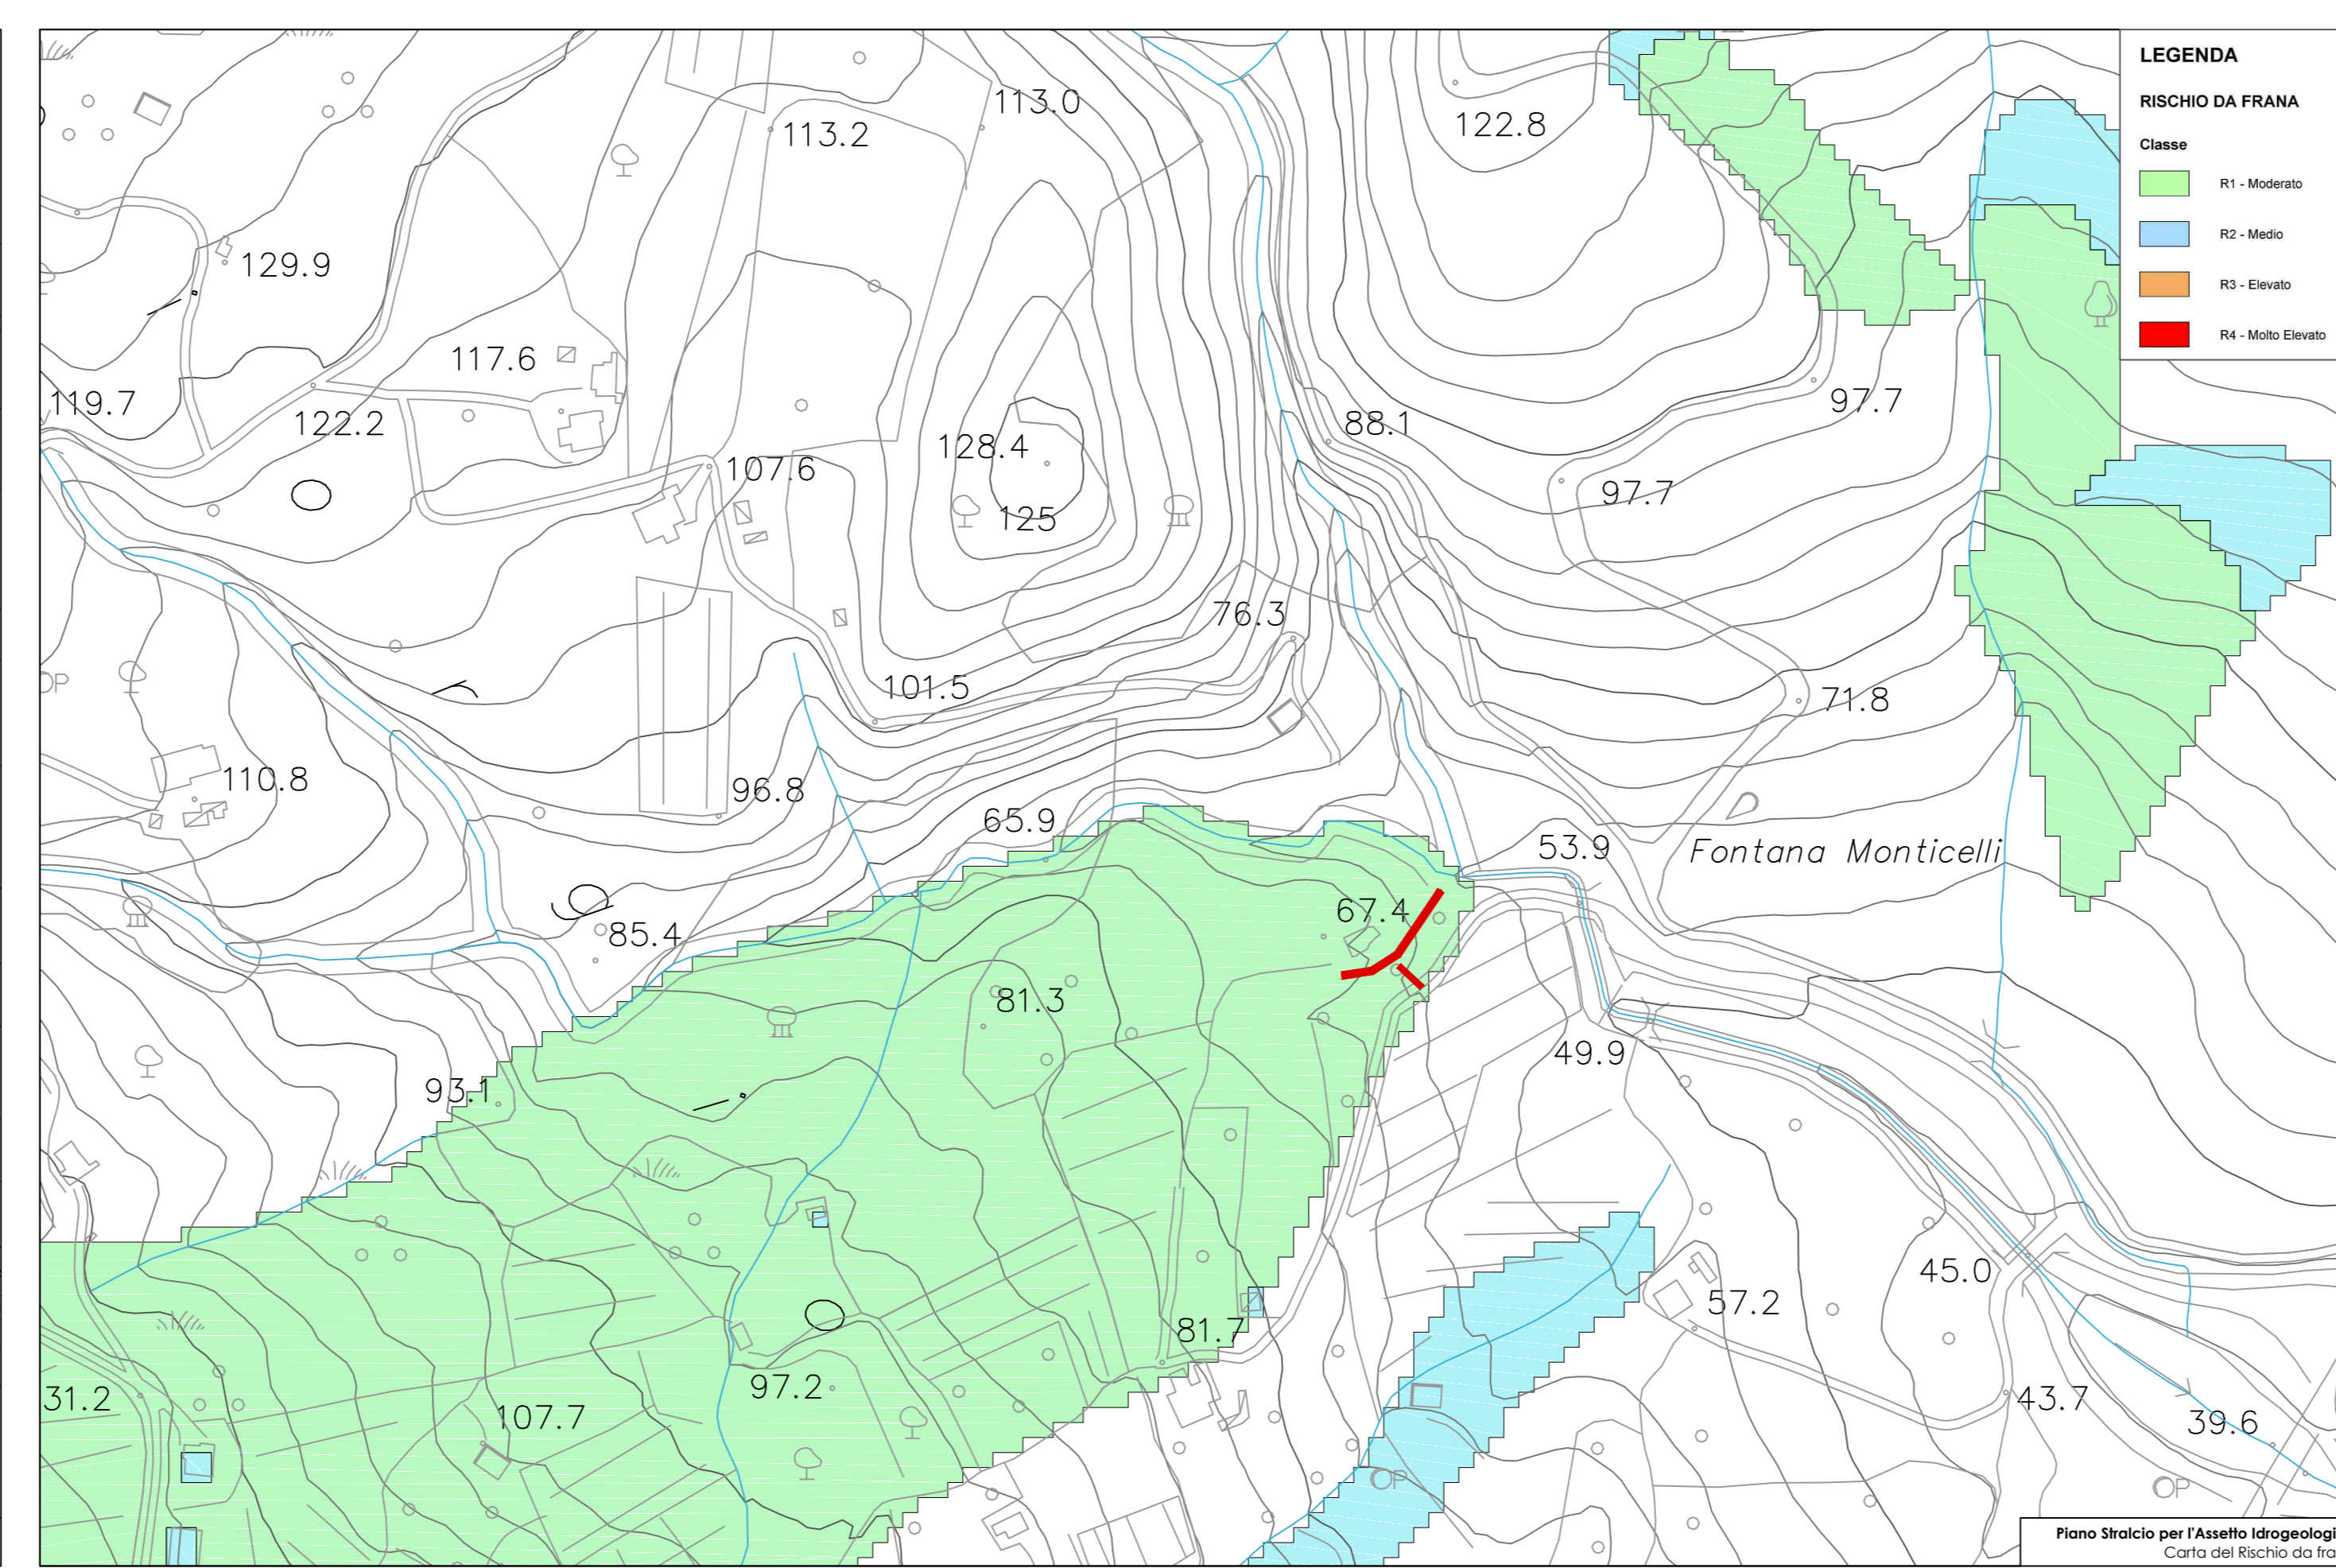 LEGENDA
RISCHIO DA FRANA
Classe
R1 - Moderato
R2 - Medio
R3 - Elevato
R4 - Molto Elevato
113.0
113.2
122.8
129.9
117.6
119.7
122.2
128.4
107.6
125
88.1
97.7
97.7
76.3
P
101.5
71.8
110.8
96.8
65.9
53.9
Fontana Monticelli
67.4
85.4
81.3
49.9
93.1
45.0
57.2
81.7
31.2
97.2
107.7
43.7
39.6
P
P
Piano Stralcio per l'Assetto Idrogeologi
Carta del Rischio da fra